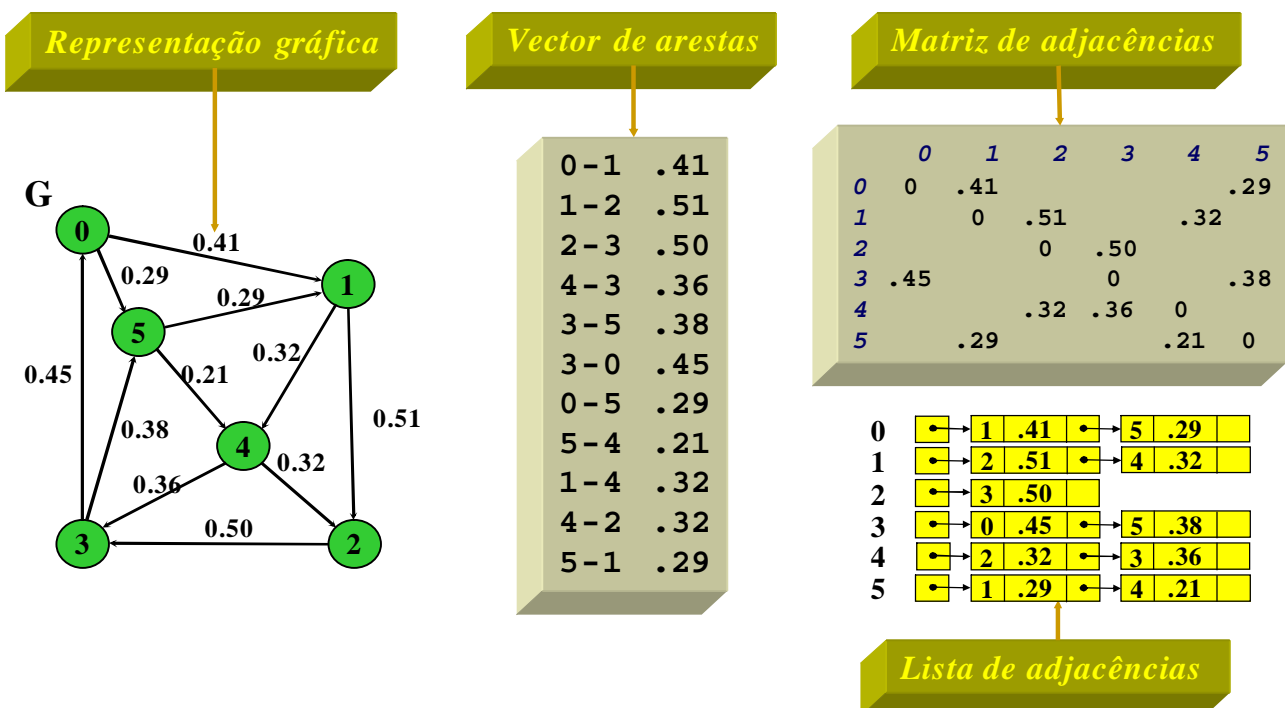 Representação gráfica
Vector de arestas
Matriz de adjacências
G
0
0.41
0.29
1
0.29
5
0.32
0.45
0.21
0.51
0.38
4
0.32
0.36
0.50
3
2
0-1 .41
1-2 .51
2-3 .50
4-3 .36
3-5 .38
3-0 .45
0-5 .29
5-4 .21
1-4 .32
4-2 .32
5-1 .29
0 1 2 3 4 5
0 0 .41 .29
1 0 .51 .32
2 0 .50
3 .45 0 .38
4 .32 .36 0
5 .29 .21 0
0 1 .41 5 .29
1 2 .51 4 .32
2 3 .50
3 0 .45 5 .38
4 2 .32 3 .36
5 1 .29 4 .21
Lista de adjacências